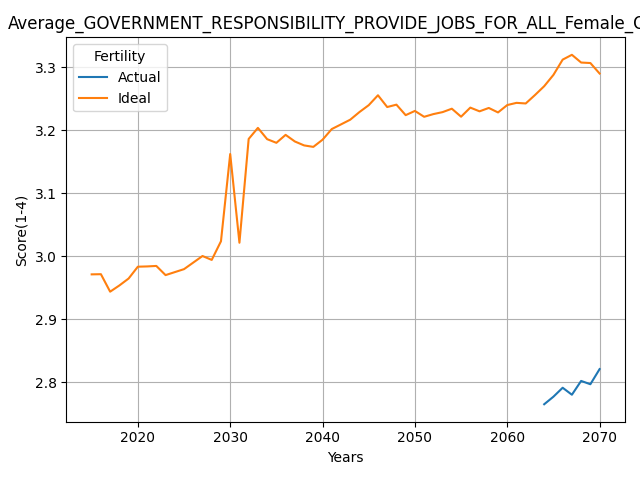 Average_GOVERNMENT_RESPONSIBILITY_PROVIDE_JOBS_FOR_ALL_Female_
Fertility
Actual
Ideal
Score(1-4)
3.3
3.2
3.1
3.0
2.9
2.8
2020 2030 2040 2050 2060 2070
Years